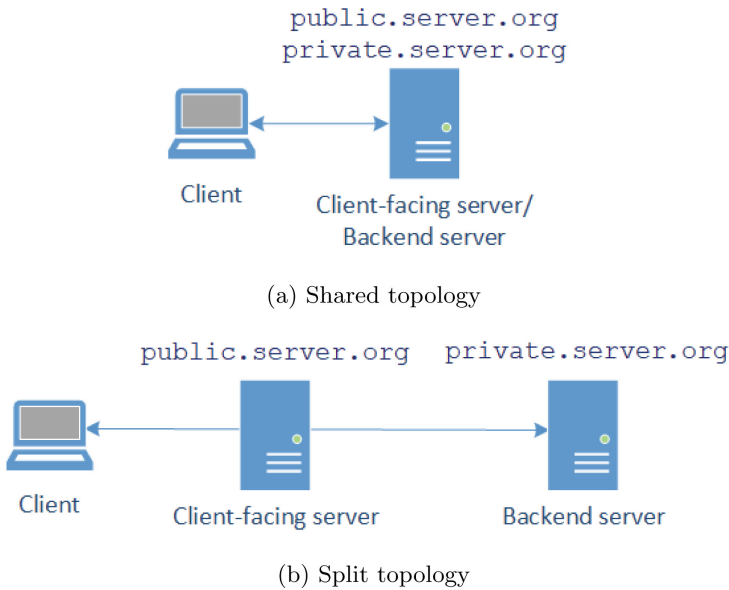 public.server.org
private.server.org
Client
Client-facing server/
Backend server
(a) Shared topology
public.server.org
private.server.org
Client
Client-facing server
Backend server
(b) Split topology